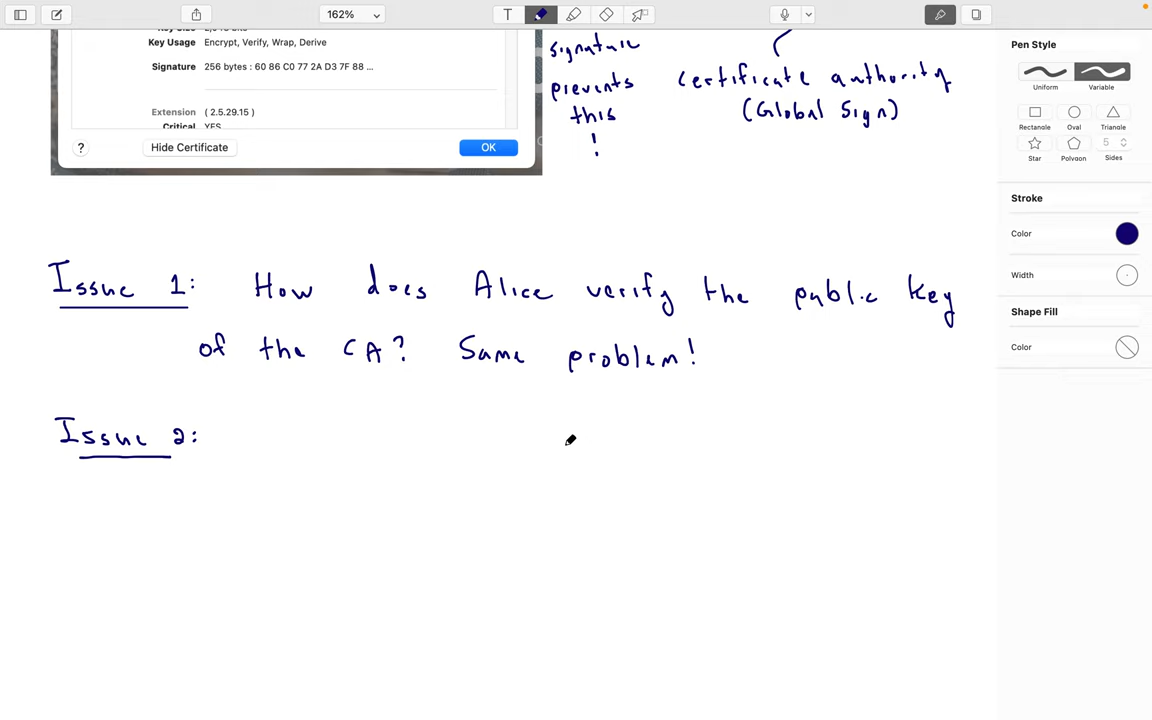 162%
T
Key Usage Encrypt, Verify, Wrap, Derive
Signature 256 bytes : 60 86 C0 77 2A D3 7F 88 ...
Extension ( 2.5.29.15 )
Critical YES
? Hide Certificate OK
signature
prevents
this
!
certificate authority
(Global Sign)
Issue 1: How does Alice verify the public key
of the CA? Same problem!
Issue 2:
Pen Style
Uniform Variable
Rectangle Oval Triangle
5
Star Polygon Sides
Stroke
Color
Width
Shape Fill
Color